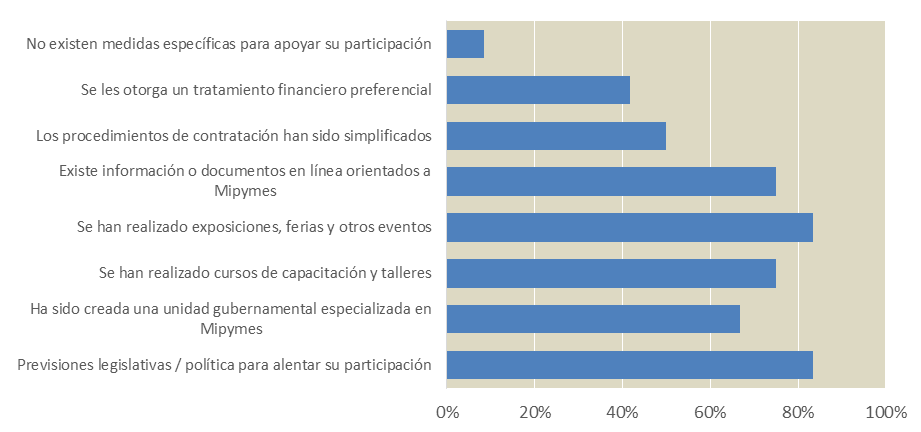 No existen medidas específicas para apoyar su participación
Se les otorga un tratamiento financiero preferencial
Los procedimientos de contratación han sido simplificados
Existe información o documentos en línea orientados a
Mipymes
Se han realizado exposiciones, ferias y otros eventos
Se han realizado cursos de capacitación y talleres
Ha sido creada una unidad gubernamental especializada en
Mipymes
Previsiones legislativas / política para alentar su participación
0% 20% 40% 60% 80% 100%